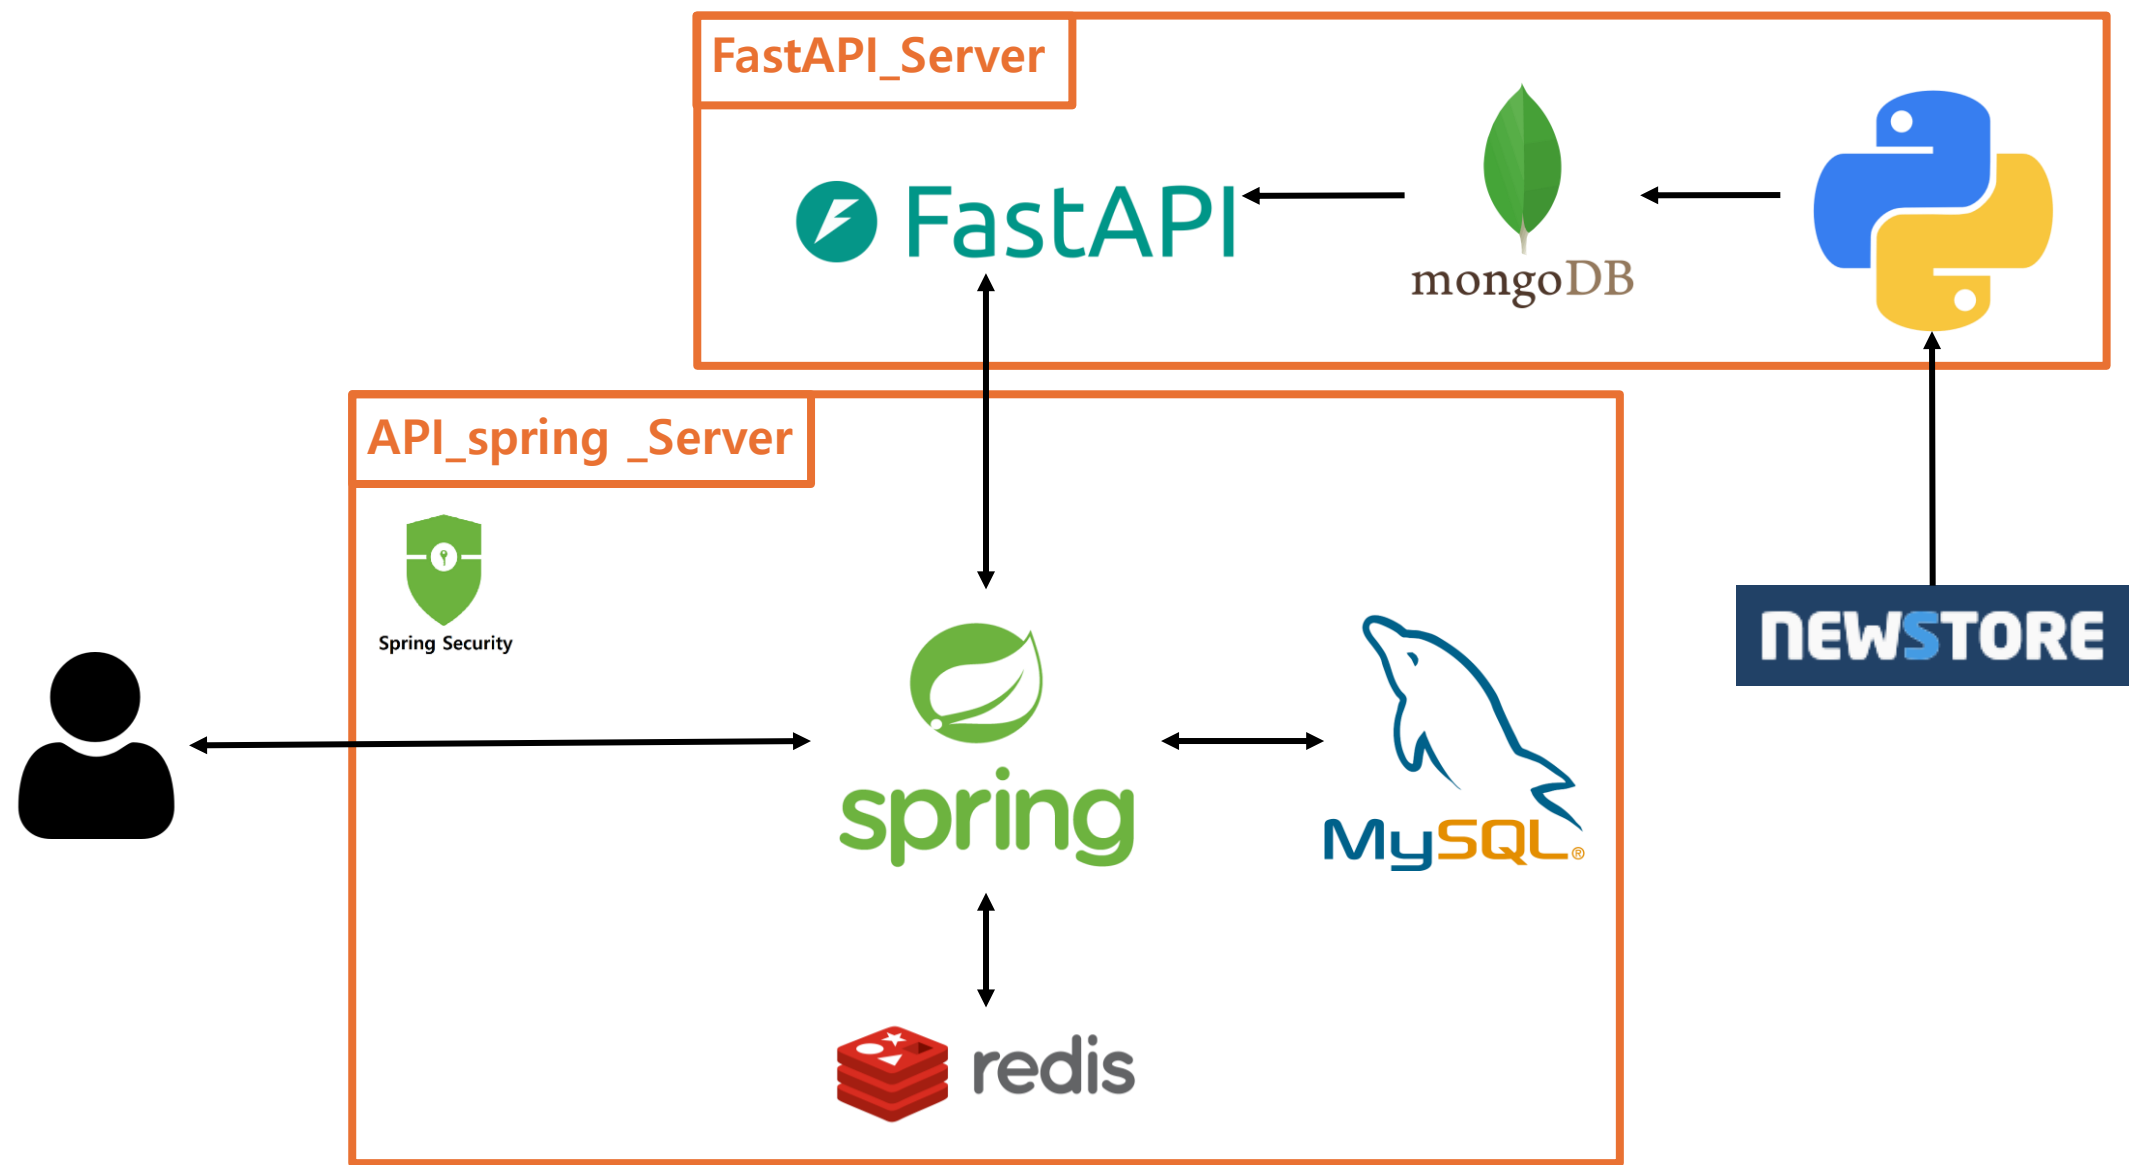 FastAPI_Server
FastAPI
mongoDB
API_spring _Server
Spring Security
spring
MySQL®
NEWSTORE
redis